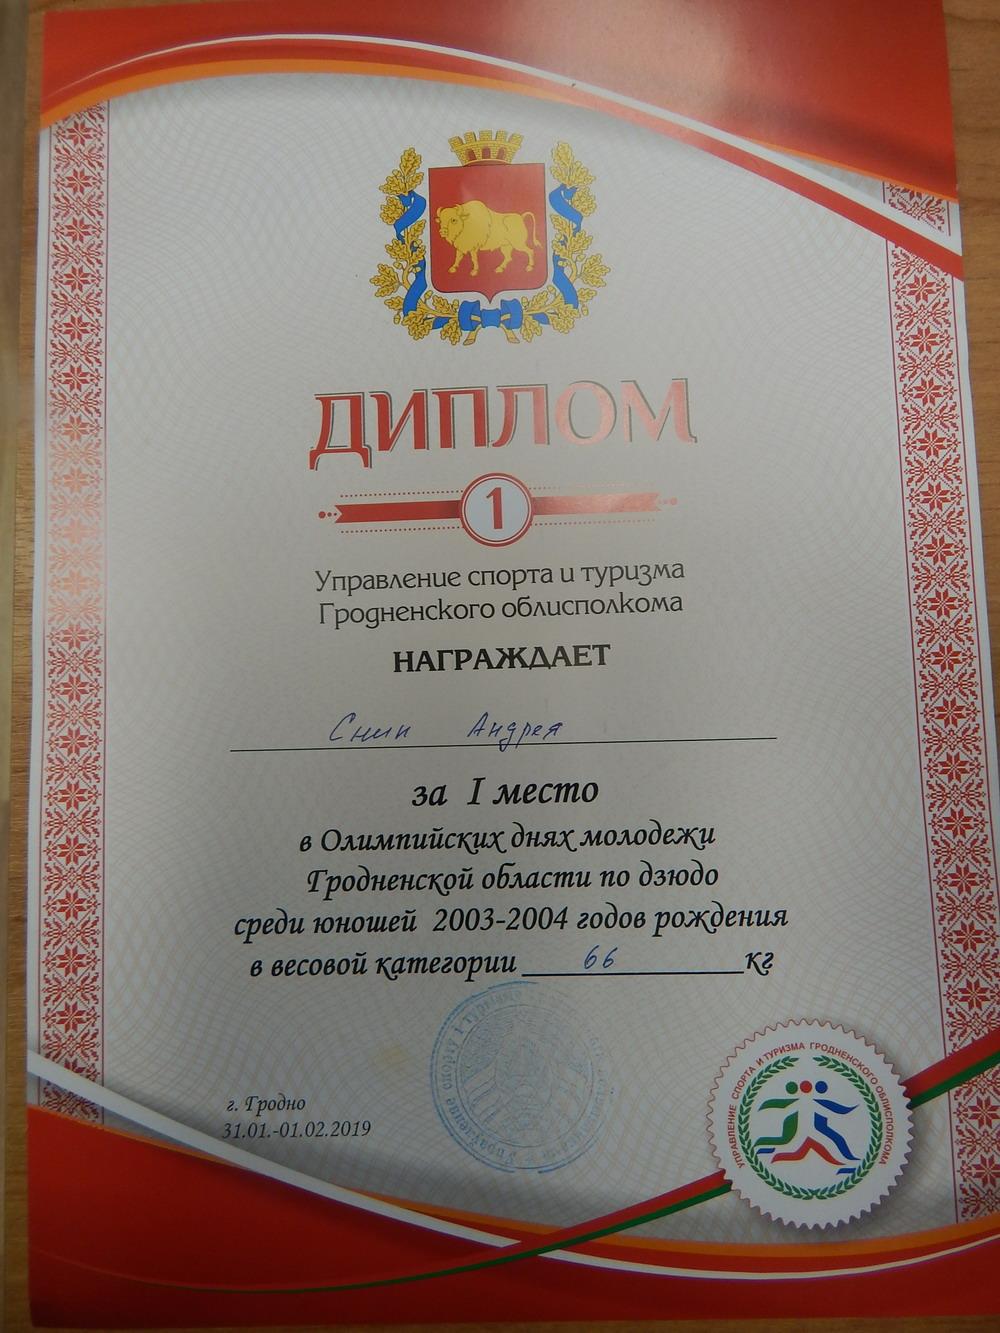 ДИПЛОМ
1
Управление спорта и туризма
Гродненского облисполкома
НАГРАЖДАЕТ
Снип Андрея
за I место
в Олимпийских днях молодежи
Гродненской области по дзюдо
среди юношей 2003-2004 годов рождения
в весовой категории 66 кг
г. Гродно
31.01.-01.02.2019
УПРАВЛЕНИЕ СПОРТА И ТУРИЗМА ГРОДНЕНСКОГО ОБЛИСПОЛКОМА